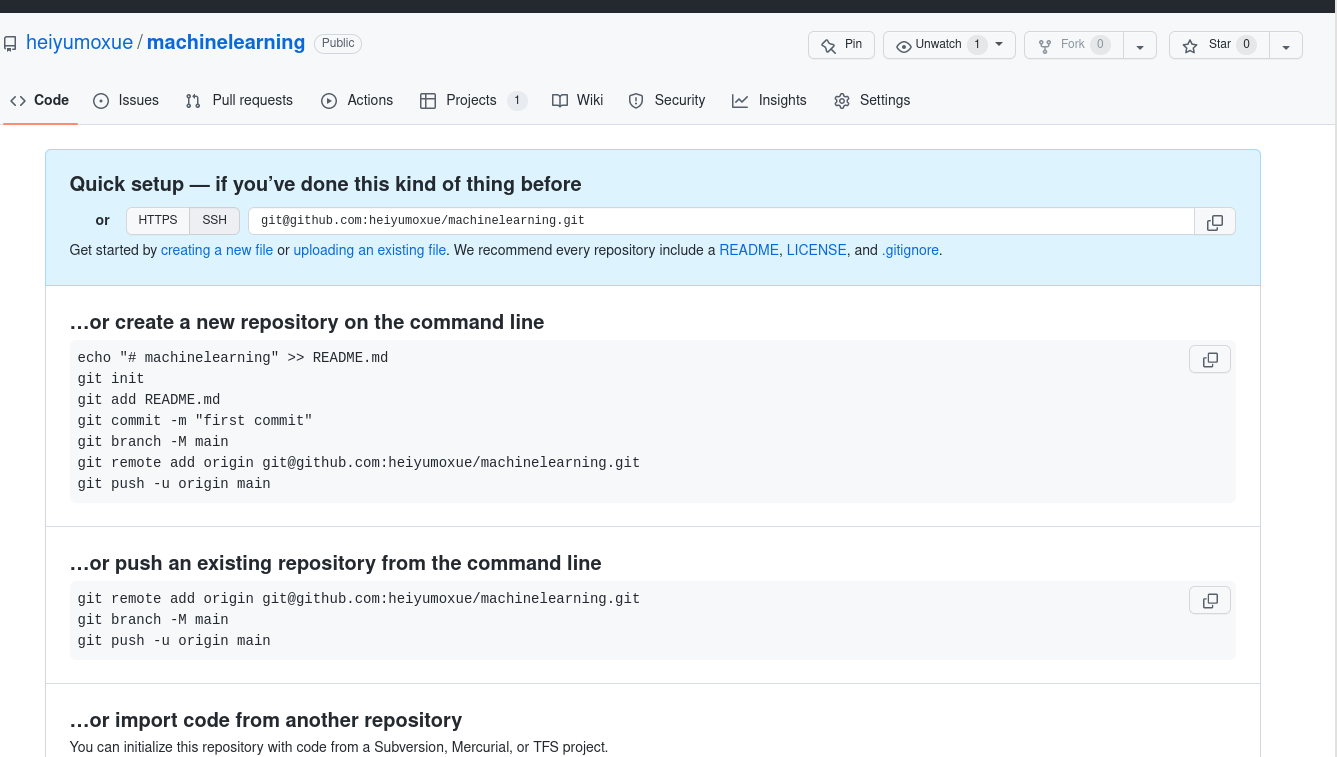 heiyumoxue / machinelearning Public Pin Unwatch 1 Fork 0 Star 0
Code Issues Pull requests Actions Projects 1 Wiki Security Insights Settings
Quick setup — if you’ve done this kind of thing before
or HTTPS SSH git@github.com:heiyumoxue/machinelearning.git
Get started by creating a new file or uploading an existing file. We recommend every repository include a README, LICENSE, and .gitignore.
…or create a new repository on the command line
echo "# machinelearning" >> README.md
git init
git add README.md
git commit -m "first commit"
git branch -M main
git remote add origin git@github.com:heiyumoxue/machinelearning.git
git push -u origin main
…or push an existing repository from the command line
git remote add origin git@github.com:heiyumoxue/machinelearning.git
git branch -M main
git push -u origin main
…or import code from another repository
You can initialize this repository with code from a Subversion, Mercurial, or TFS project.